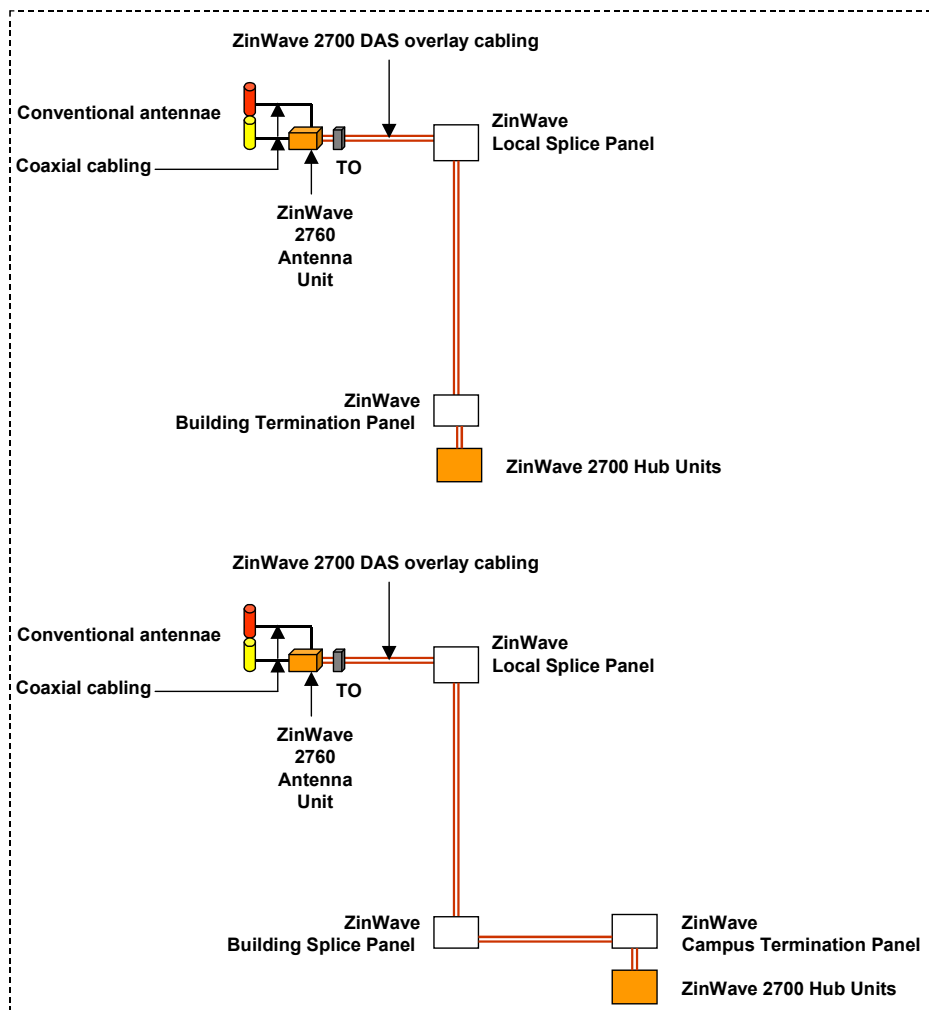 ZinWave 2700 DAS overlay cabling
Conventional antennae
Coaxial cabling
TO
ZinWave
Local Splice Panel
ZinWave
2760
Antenna
Unit
ZinWave
Building Termination Panel
ZinWave 2700 Hub Units
ZinWave 2700 DAS overlay cabling
Conventional antennae
Coaxial cabling
TO
ZinWave
Local Splice Panel
ZinWave
2760
Antenna
Unit
ZinWave
Building Splice Panel
ZinWave
Campus Termination Panel
ZinWave 2700 Hub Units